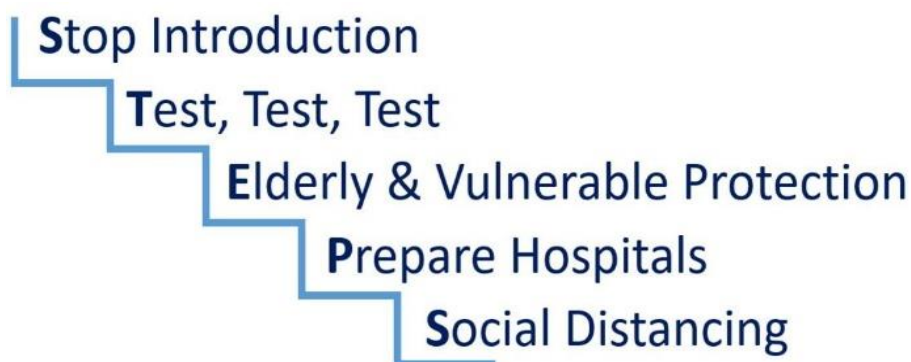 Stop Introduction
Test, Test, Test
Elderly & Vulnerable Protection
Prepare Hospitals
Social Distancing